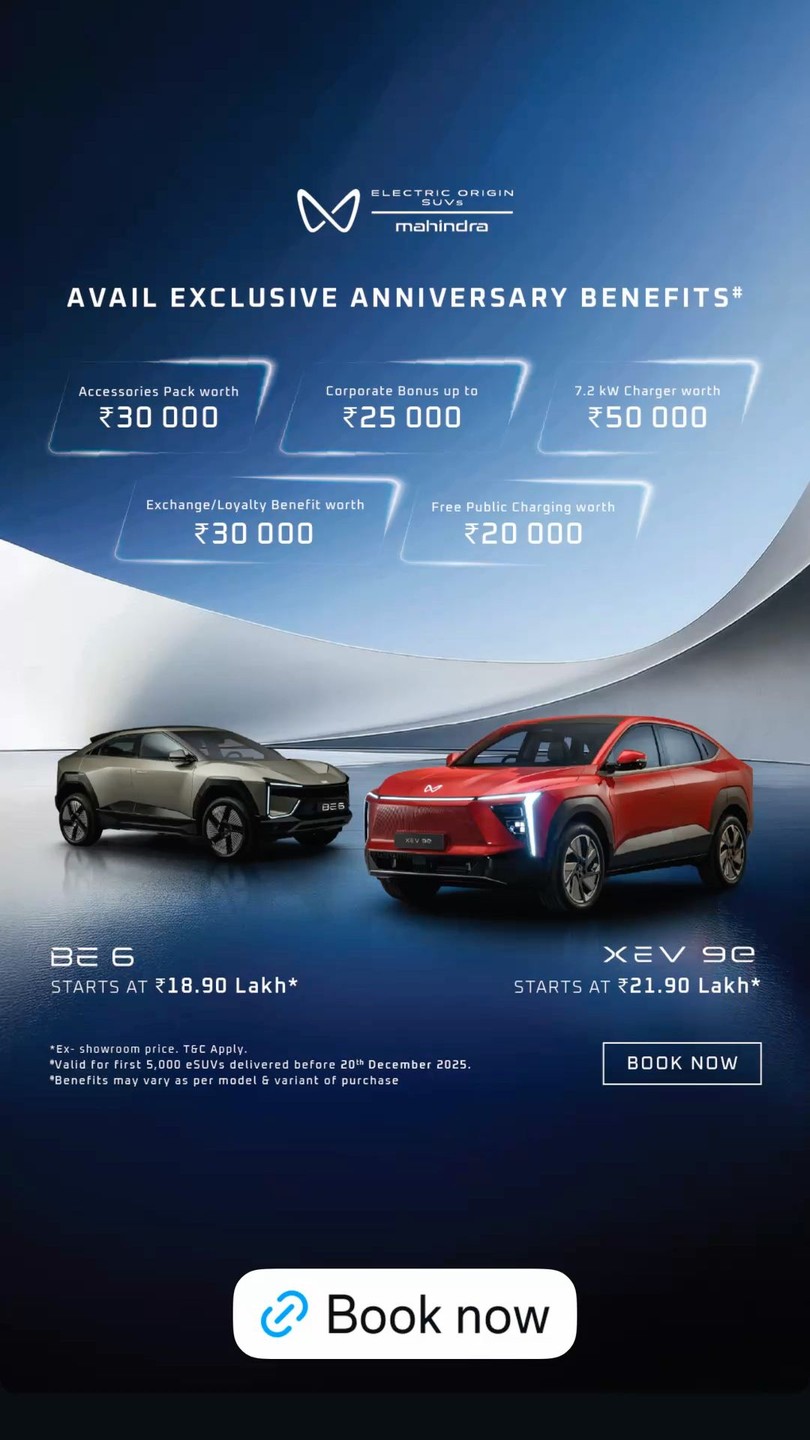 ELECTRIC ORIGIN
SUVs
mahindra
AVAIL EXCLUSIVE ANNIVERSARY BENEFITS#
Accessories Pack worth
₹30 000
Corporate Bonus up to
₹25 000
7.2 kW Charger worth
₹50 000
Exchange/Loyalty Benefit worth
₹30 000
Free Public Charging worth
₹20 000
BE 6
XEV 9e
BE 6
STARTS AT ₹18.90 Lakh*
XEV 9e
STARTS AT ₹21.90 Lakh*
*Ex- showroom price. T&C Apply.
#Valid for first 5,000 eSUVs delivered before 20th December 2025.
#Benefits may vary as per model & variant of purchase
BOOK NOW
Book now